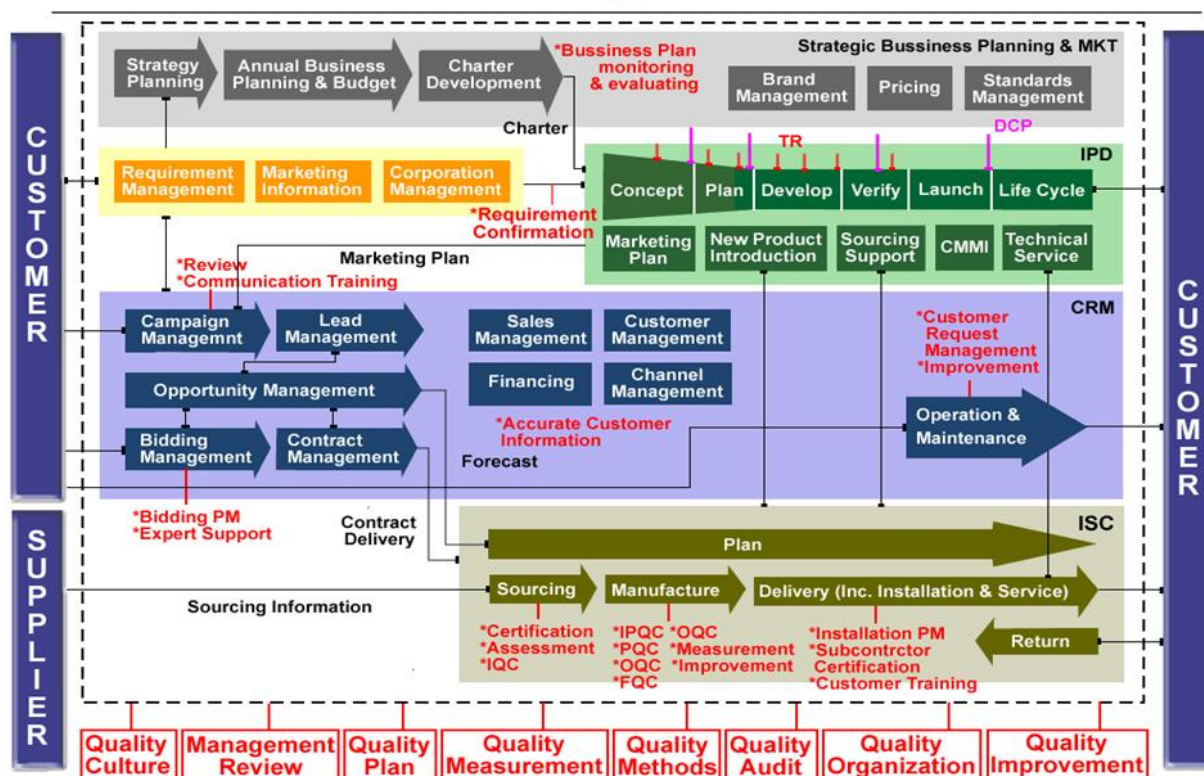 CUSTOMER
SUPPLIER
CUSTOMER
Strategic Bussiness Planning & MKT
Strategy
Planning
Annual Business
Planning & Budget
Charter
Development
*Bussiness Plan
monitoring
& evaluating
Brand
Management
Pricing
Standards
Management
Charter
TR
DCP
IPD
Requirement
Management
Marketing
Information
Corporation
Management
*Requirement
Confirmation
Concept
Plan
Develop
Verify
Launch
Life Cycle
Marketing
Plan
New Product
Introduction
Sourcing
Support
CMMI
Technical
Service
Marketing Plan
*Review
*Communication Training
CRM
Campaign
Managemnt
Lead
Management
Sales
Management
Customer
Management
*Customer
Request
Management
*Improvement
Opportunity Management
Financing
Channel
Management
Bidding
Management
Contract
Management
*Accurate Customer
Information
Operation &
Maintenance
Forecast
*Bidding PM
*Expert Support
Contract
Delivery
ISC
Plan
Sourcing
Manufacture
Delivery (Inc. Installation & Service)
Sourcing Information
*Certification
*Assessment
*IQC
*IPQC
*PQC
*OQC
*FQC
*OQC
*Measurement
*Improvement
*Installation PM
*Subcontrctor
Certification
*Customer Training
Return
Quality
Culture
Management
Review
Quality
Plan
Quality
Measurement
Quality
Methods
Quality
Audit
Quality
Organization
Quality
Improvement